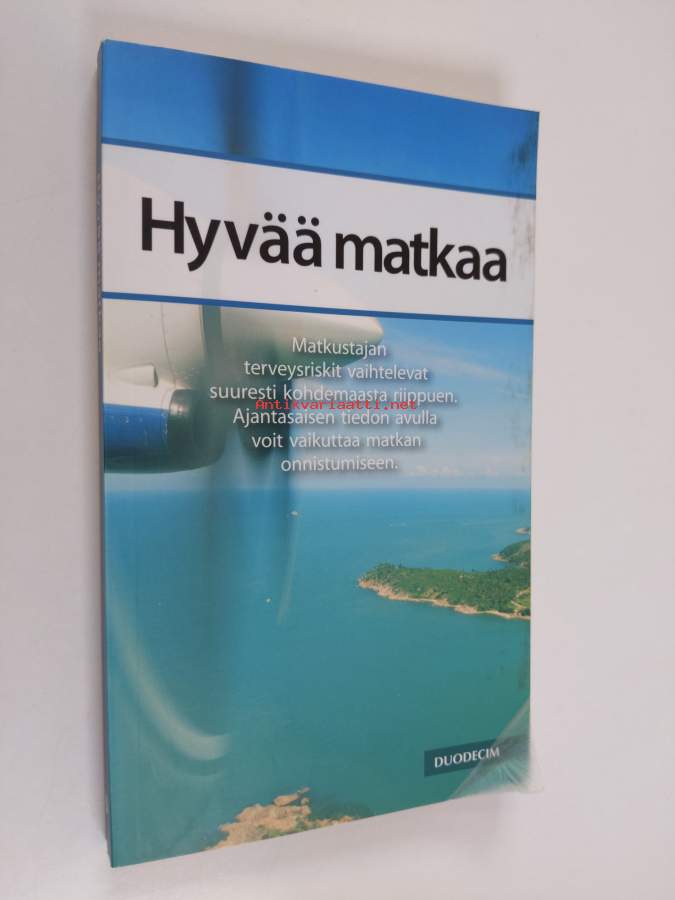 Hyvää matkaa
Matkustajan
terveysriskit vaihtelevat
suuresti kohdemaasta riippuen.
Antikvariaatti.net
Ajantasaisen tiedon avulla
voit vaikuttaa matkan
onnistumiseen.
DUODECIM